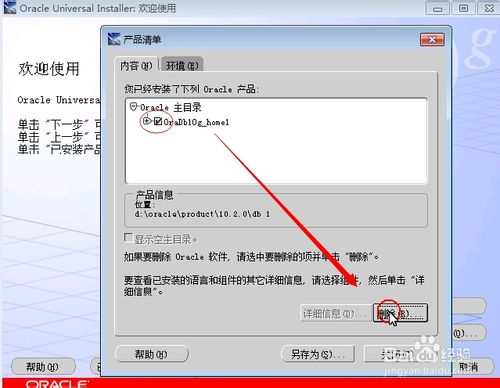 Oracle Universal Installer: 欢迎使用
产品清单
内容(N)
环境(E)
欢迎使用
您已经安装了下列 Oracle 产品:
Oracle 主目录
OraDb10g_home1
Oracle Univers
单击 "下一步" 可
单击 "上一步" 可
单击 "已安装产品
产品信息
位置:
d:\oracle\product\10.2.0\db_1
显示空主目录。
如果要删除 Oracle 软件, 请选中要删除的项并单击 "删除"。
要查看已安装的语言和组件的其它详细信息, 请选择组件, 然后单击 "详
细信息"。
详细信息(D)...
删除(R)...
(Q)...
帮助(H)
帮助(H)
另存为(S)...
取消
ORACLE
Baidu 经验
jingyan.baidu.com